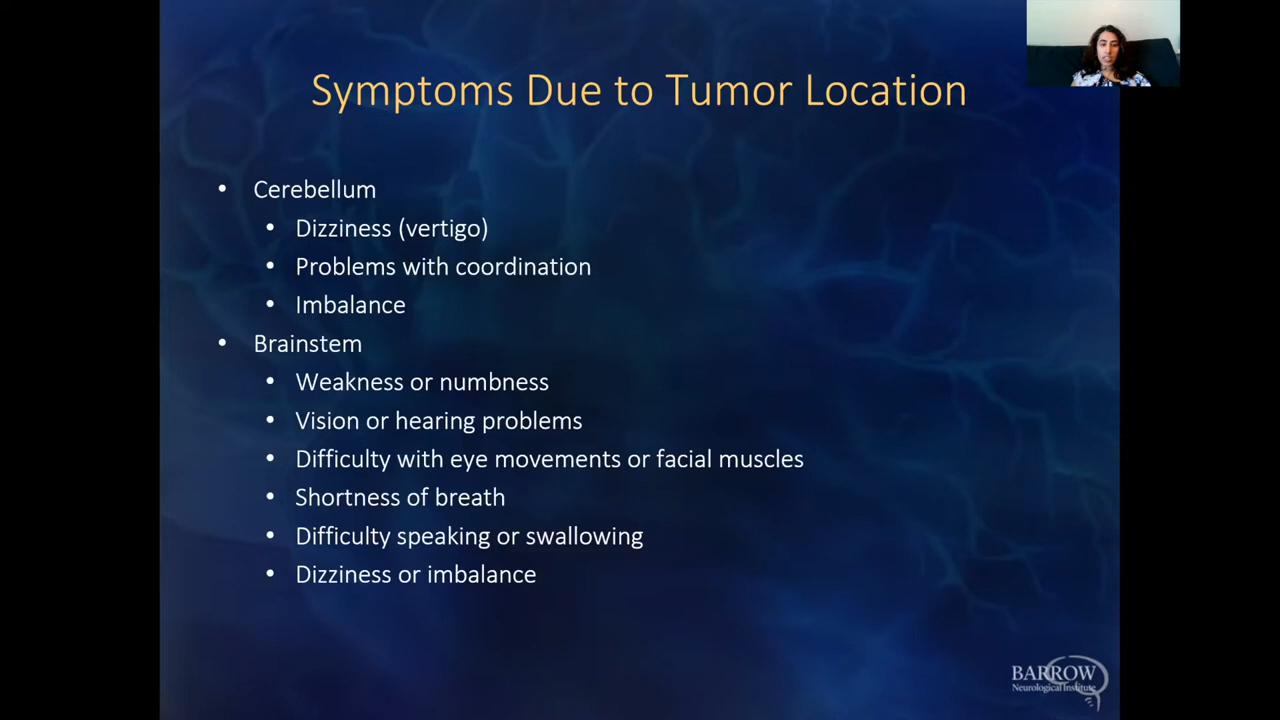 Symptoms Due to Tumor Location
• Cerebellum
• Dizziness (vertigo)
• Problems with coordination
• Imbalance
• Brainstem
• Weakness or numbness
• Vision or hearing problems
• Difficulty with eye movements or facial muscles
• Shortness of breath
• Difficulty speaking or swallowing
• Dizziness or imbalance
BARROW
Neurological Institute